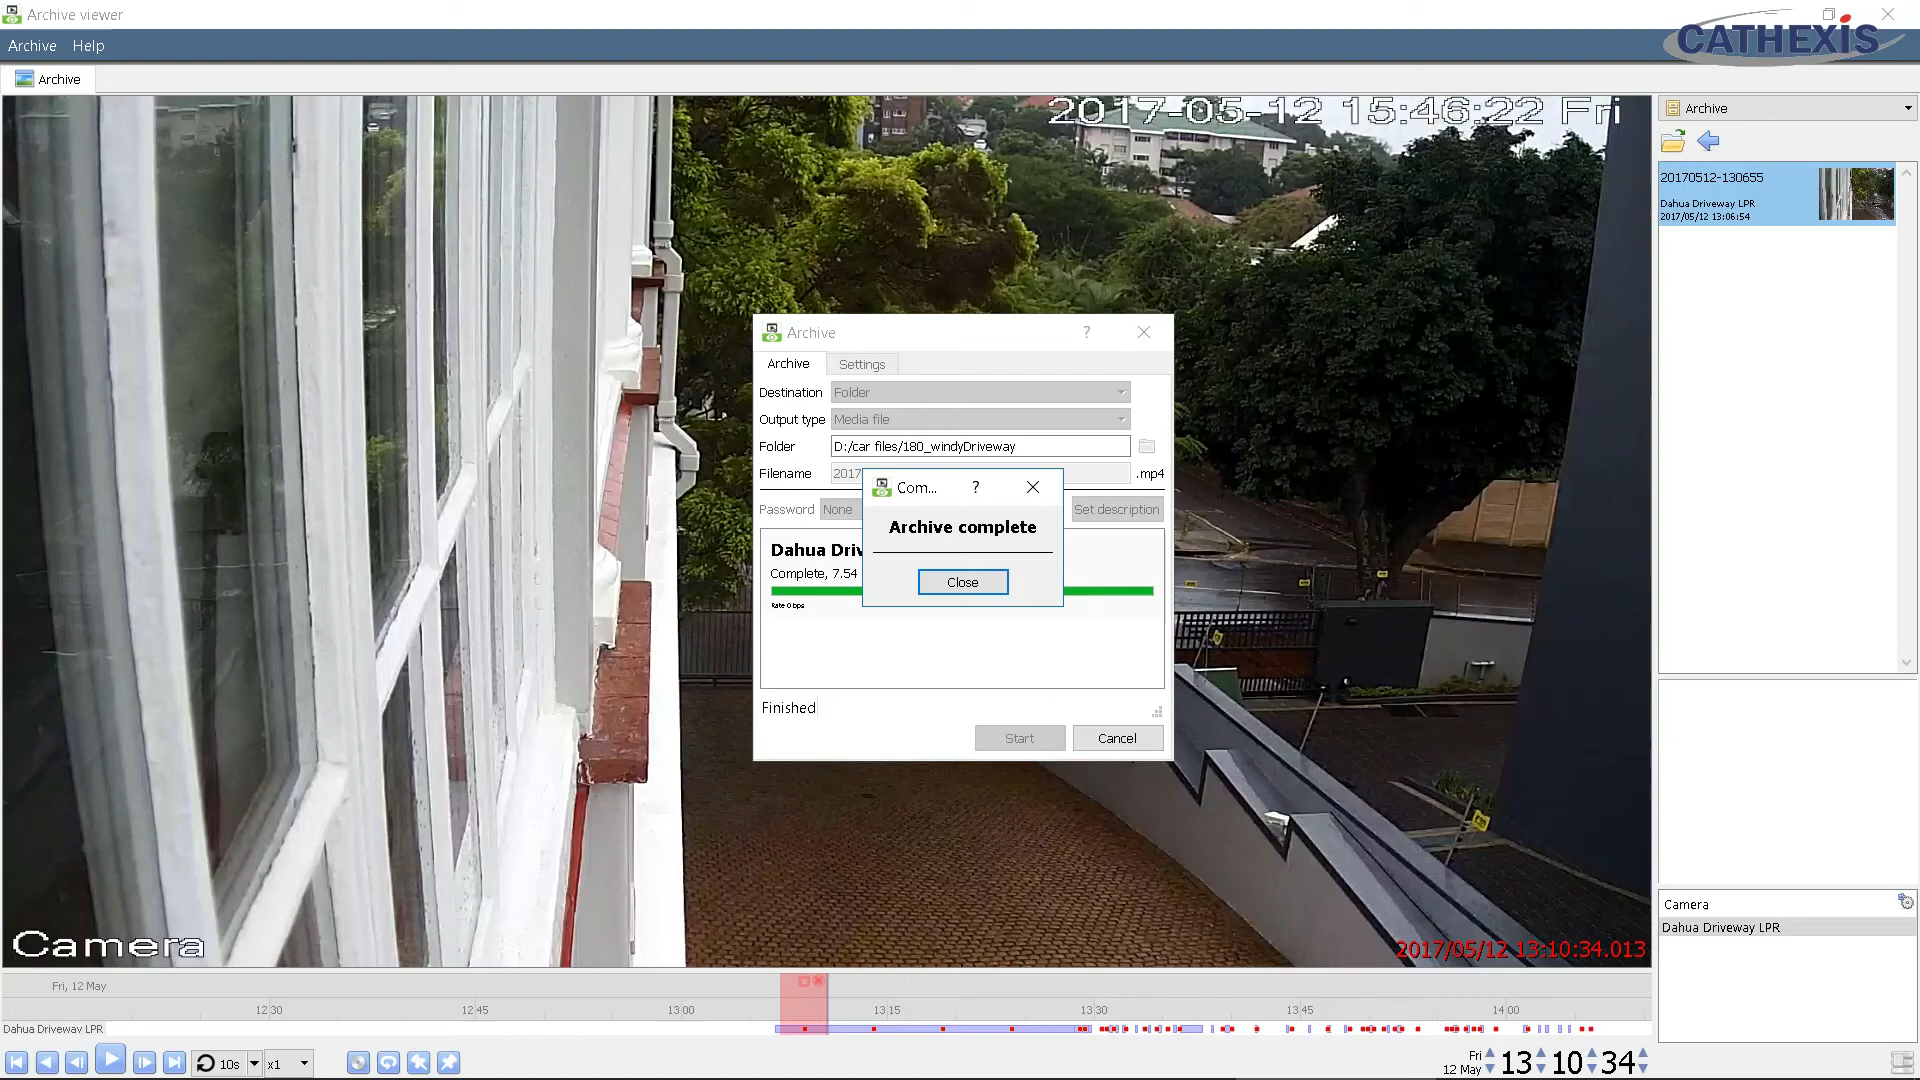 Archive viewer
Archive Help
CATHEXIS
Archive
2017-05-12 15:46:22 Fri
Archive
20170512-130655
Dahua Driveway LPR
2017/05/12 13:06:54
Archive
Archive Settings
Destination Folder
Output type Media file
Folder D:/car files/180_windyDriveway
Filename 2017 .mp4
Com... ?
Password None Set description
Archive complete
Dahua Driv
Complete, 7.54
Close
Rate 0 bps
Finished
Start Cancel
Camera
Dahua Driveway LPR
Camera
2017/05/12 13:10:34.013
Fri, 12 May
12:30 12:45 13:00 13:15 13:30 13:45 14:00
Dahua Driveway LPR
10s x1
Fri
12 May 13 10 34